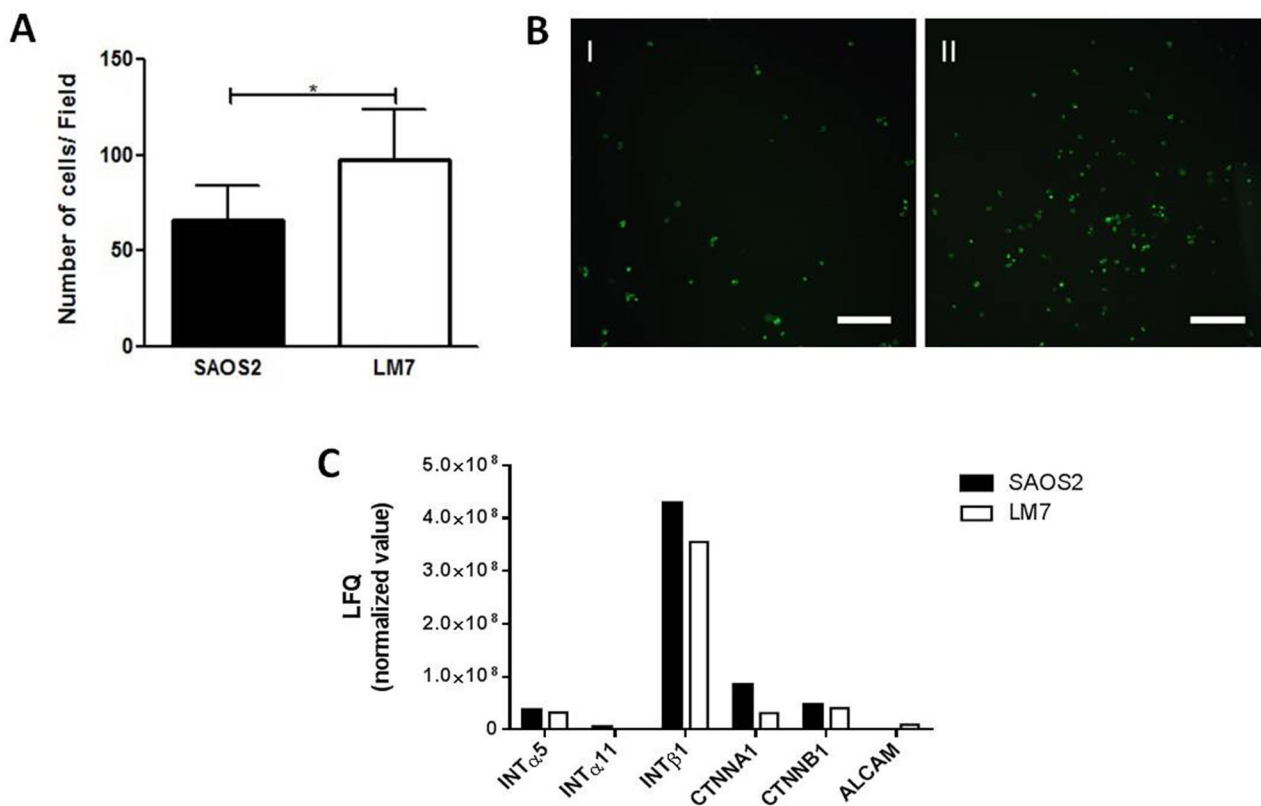 A
Number of cells/ Field
150
100
50
0
*
SAOS2
LM7
B
I
II
C
LFQ
(normalized value)
5.0×10⁸
4.0×10⁸
3.0×10⁸
2.0×10⁸
1.0×10⁸
0
INTα5
INTα11
INTβ1
CTNNA1
CTNNB1
ALCAM
SAOS2
LM7